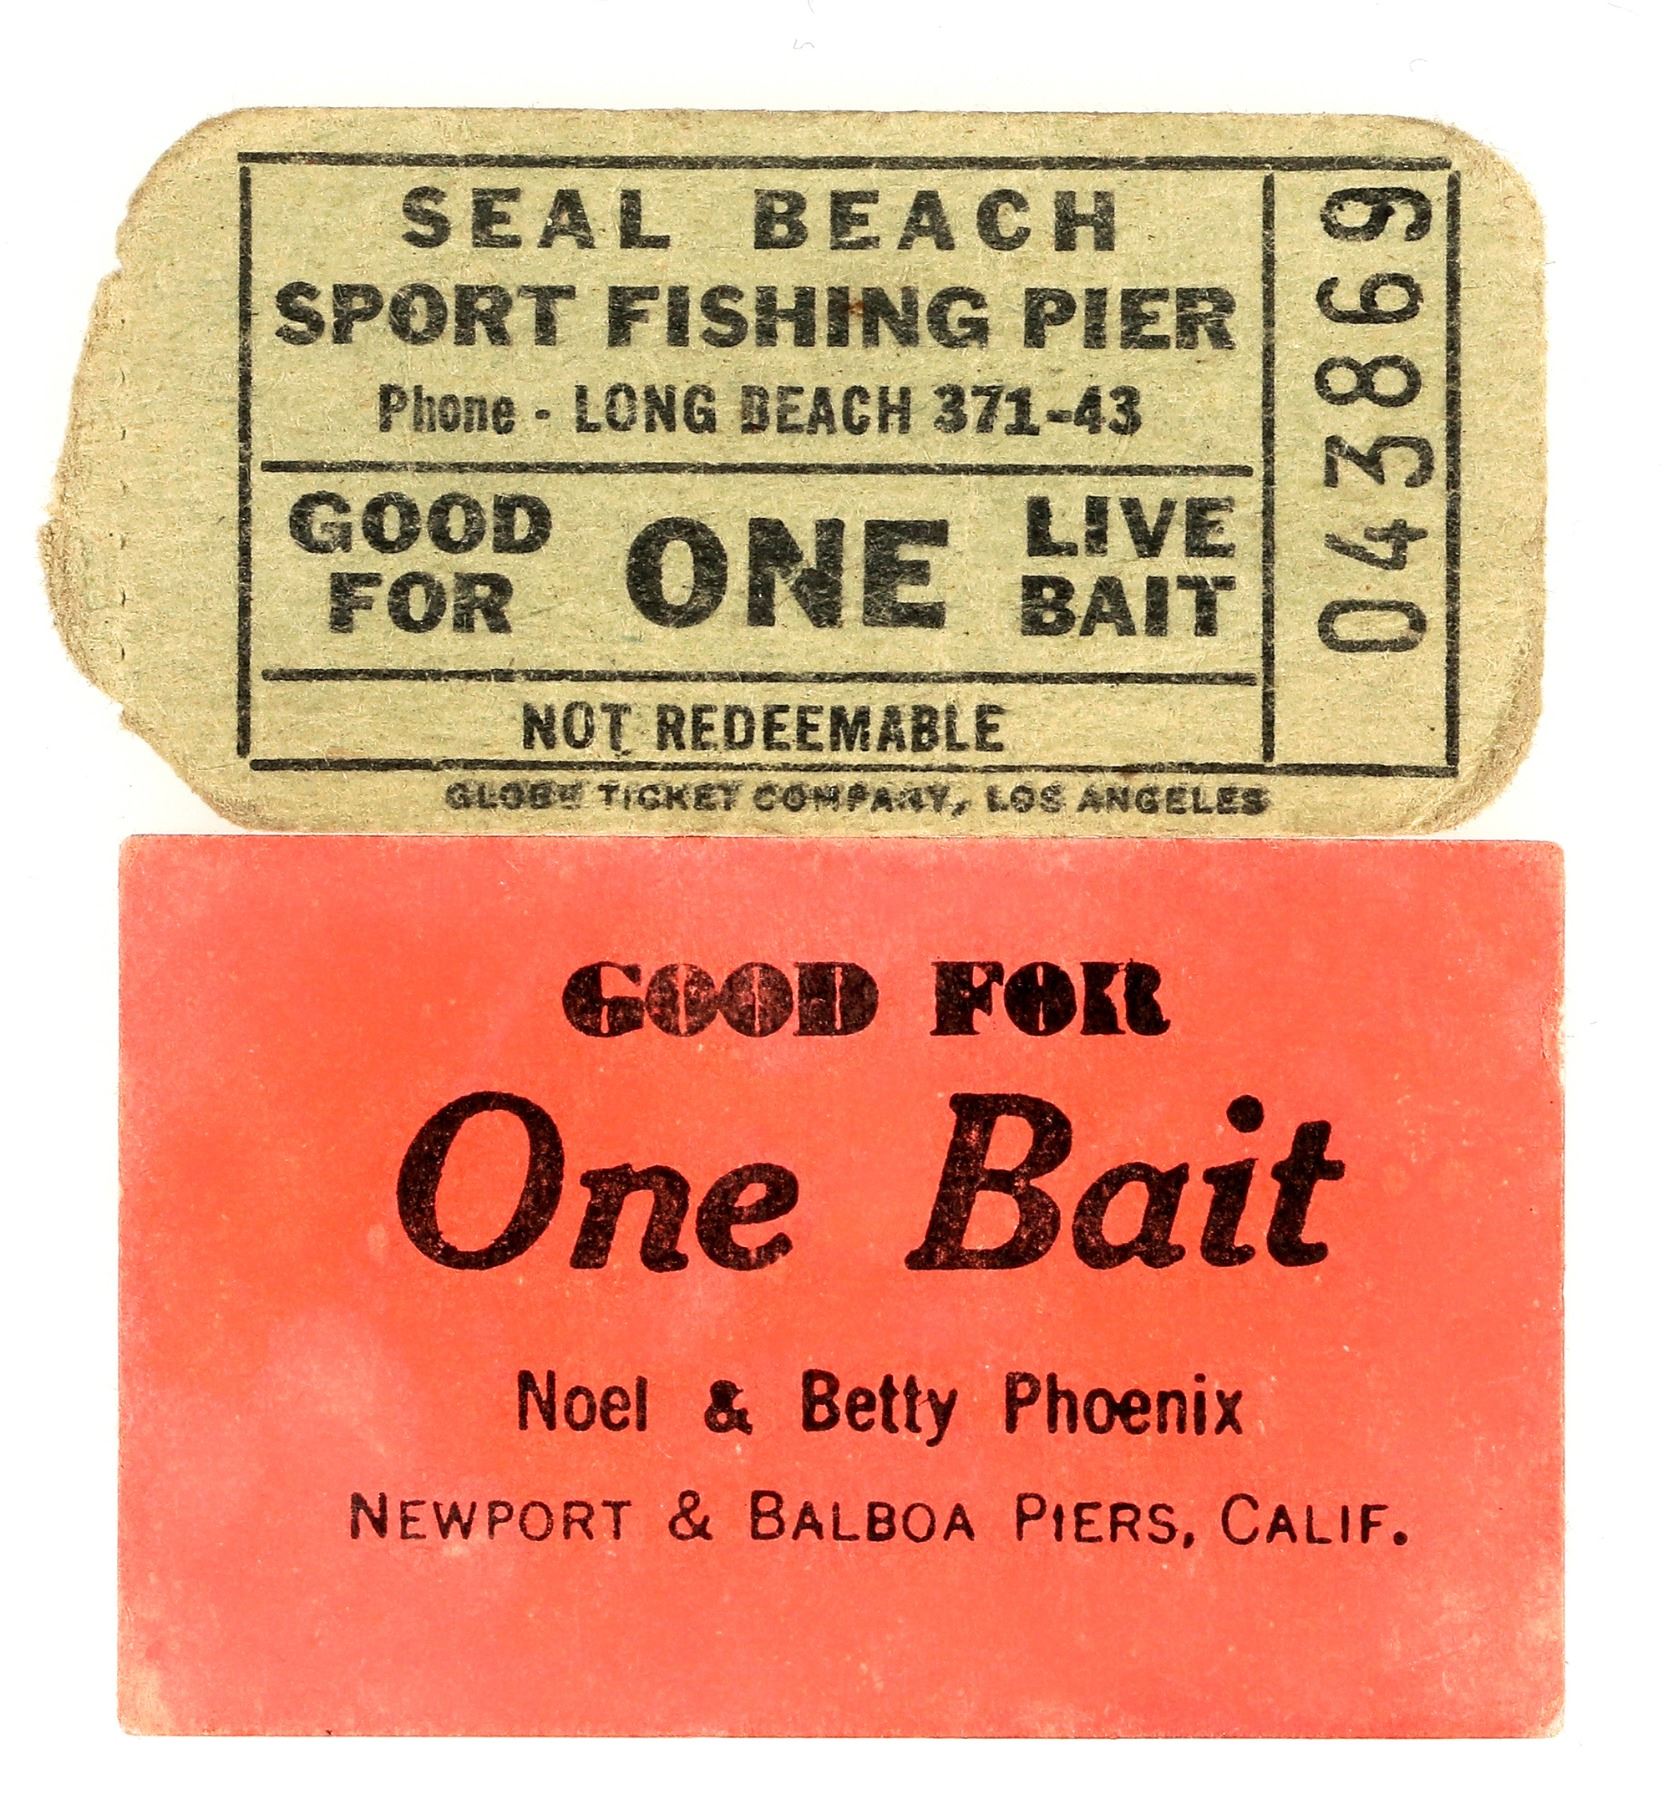 SEAL BEACH
SPORT FISHING PIER
Phone - LONG BEACH 371-43
GOOD FOR ONE LIVE BAIT
NOT REDEEMABLE
043869
GLOBE TICKET COMPANY, LOS ANGELES
GOOD FOR
One Bait
Noel & Betty Phoenix
NEWPORT & BALBOA PIERS, CALIF.